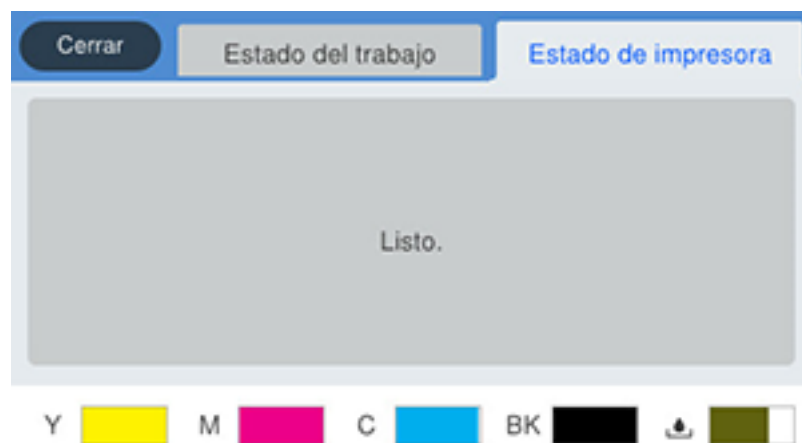 Cerrar
Estado del trabajo
Estado de impresora
Listo.
Y M C BK